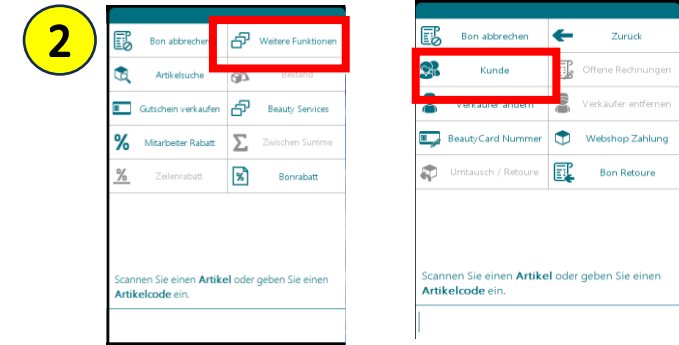 2
Bon abbrechen
Weitere Funktionen
Artikelsuche
Bestand
Gutschein verkaufen
Beauty Services
Mitarbeiter Rabatt
Zwischen Summe
Zeilenrabatt
Bonrabatt
Scannen Sie einen Artikel oder geben Sie einen
Artikelcode ein.
Bon abbrechen
Zurück
Kunde
Offene Rechnungen
Verkäufer ändern
Verkäufer entfernen
BeautyCard Nummer
Webshop Zahlung
Umtausch / Retoure
Bon Retoure
Scannen Sie einen Artikel oder geben Sie einen
Artikelcode ein.